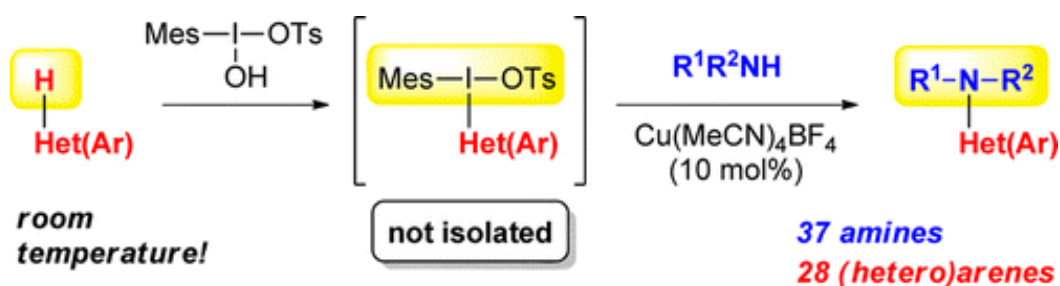 H
Het(Ar)
room
temperature!
Mes–I–OTs
OH
Mes–I–OTs
Het(Ar)
not isolated
R¹R²NH
Cu(MeCN)₄BF₄
(10 mol%)
R¹–N–R²
Het(Ar)
37 amines
28 (hetero)arenes